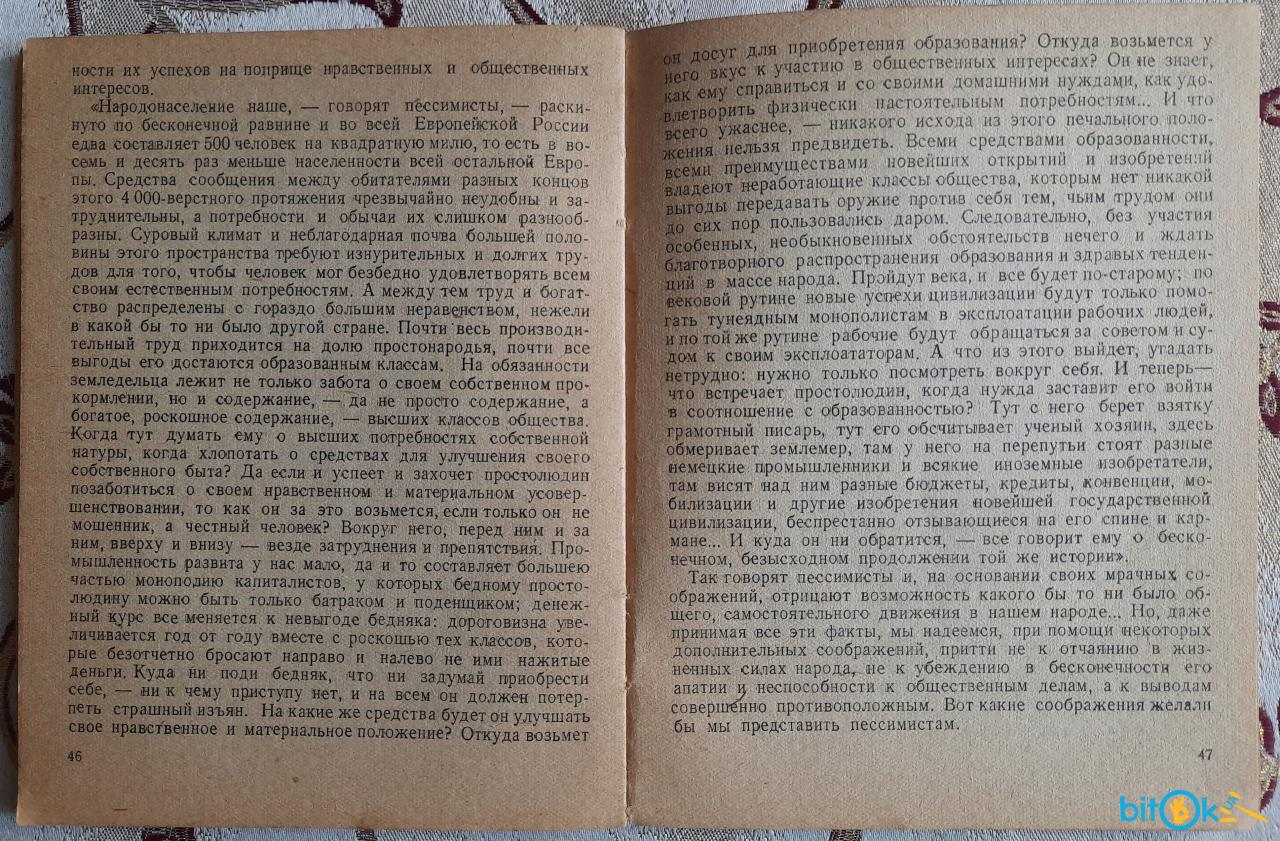 ности их успехов на поприще нравственных и общественных
интересов.
«Народонаселение наше, — говорят пессимисты, — раски-
нуто по бесконечной равнине и во всей Европейской России
едва составляет 500 человек на квадратную милю, то есть в во-
семь и десять раз меньше населенности всей остальной Евро-
пы. Средства сообщения между обитателями разных концов
этого 4 000-верстного протяжения чрезвычайно неудобны и за-
труднительны, а потребности и обычаи их слишком разнооб-
разны. Суровый климат и неблагодарная почва большей поло-
вины этого пространства требуют изнурительных и долгих тру-
дов для того, чтобы человек мог безбедно удовлетворять всем
своим естественным потребностям. А между тем труд и богат-
ство распределены с гораздо большим неравенством, нежели
в какой бы то ни было другой стране. Почти весь производи-
тельный труд приходится на долю простонародья, почти все
выгоды его достаются образованным классам. На обязанности
земледельца лежит не только забота о своем собственном про-
кормлении, но и содержание, — да не просто содержание, а
богатое, роскошное содержание, — высших классов общества.
Когда тут думать ему о высших потребностях собственной
натуры, когда хлопотать о средствах для улучшения своего
собственного быта? Да если и успеет и захочет простолюдин
позаботиться о своем нравственном и материальном усовер-
шенствовании, то как он за это возьмется, если только он не
мошенник, а честный человек? Вокруг него, перед ним и за
ним, вверху и внизу — везде затруднения и препятствия. Про-
мышленность развита у нас мало, да и то составляет большею
частью монополию капиталистов, у которых бедному просто-
людину можно быть только батраком и поденщиком; денеж-
ный курс все меняется к невыгоде бедняка: дороговизна уве-
личивается год от году вместе с роскошью тех классов, кото-
рые безотчетно бросают направо и налево не ими нажитые
деньги. Куда ни поди бедняк, что ни задумай приобрести
себе, — ни к чему приступу нет, и на всем он должен потер-
петь страшный изъян. На какие же средства будет он улучшать
свое нравственное и материальное положение? Откуда возьмет
46
он досуг для приобретения образования? Откуда возьмется у
него вкус к участию в общественных интересах? Он не знает,
как ему справиться и со своими домашними нуждами, как удо-
влетворить физически настоятельным потребностям... И что
всего ужаснее, — никакого исхода из этого печального поло-
жения нельзя предвидеть. Всеми средствами образованности,
всеми преимуществами новейших открытий и изобретений
владеют неработающие классы общества, которым нет никакой
выгоды передавать оружие против себя тем, чьим трудом они
до сих пор пользовались даром. Следовательно, без участия
особенных, необыкновенных обстоятельств нечего и ждать
благотворного распространения образования и здравых тенден-
ций в массе народа. Пройдут века, и все будет по-старому; по
вековой рутине новые успехи цивилизации будут только помо-
гать тунеядным монополистам в эксплоатации рабочих людей,
и по той же рутине рабочие будут обращаться за советом и су-
дом к своим эксплоататорам. А что из этого выйдет, угадать
нетрудно: нужно только посмотреть вокруг себя. И теперь—
что встречает простолюдин, когда нужда заставит его войти
в соотношение с образованностью? Тут с него берет взятку
грамотный писарь, тут его обсчитывает ученый хозяин, здесь
обмеривает землемер, там у него на перепутьи стоят разные
немецкие промышленники и всякие иноземные изобретатели,
там висят над ним разные бюджеты, кредиты, конвенции, мо-
билизации и другие изобретения новейшей государственной
цивилизации, беспрестанно отзывающиеся на его спине и кар-
мане... И куда он ни обратится, — все говорит ему о беско-
нечном, безысходном продолжении той же истории».
Так говорят пессимисты и, на основании своих мрачных со-
ображений, отрицают возможность какого бы то ни было об-
щего, самостоятельного движения в нашем народе... Но, даже
принимая все эти факты, мы надеемся, при помощи некоторых
дополнительных соображений, притти не к отчаянию в жиз-
ненных силах народа, не к убеждению в бесконечности его
апатии и неспособности к общественным делам, а к выводам
совершенно противоположным. Вот какие соображения желали
бы мы представить пессимистам.
47
bitOk